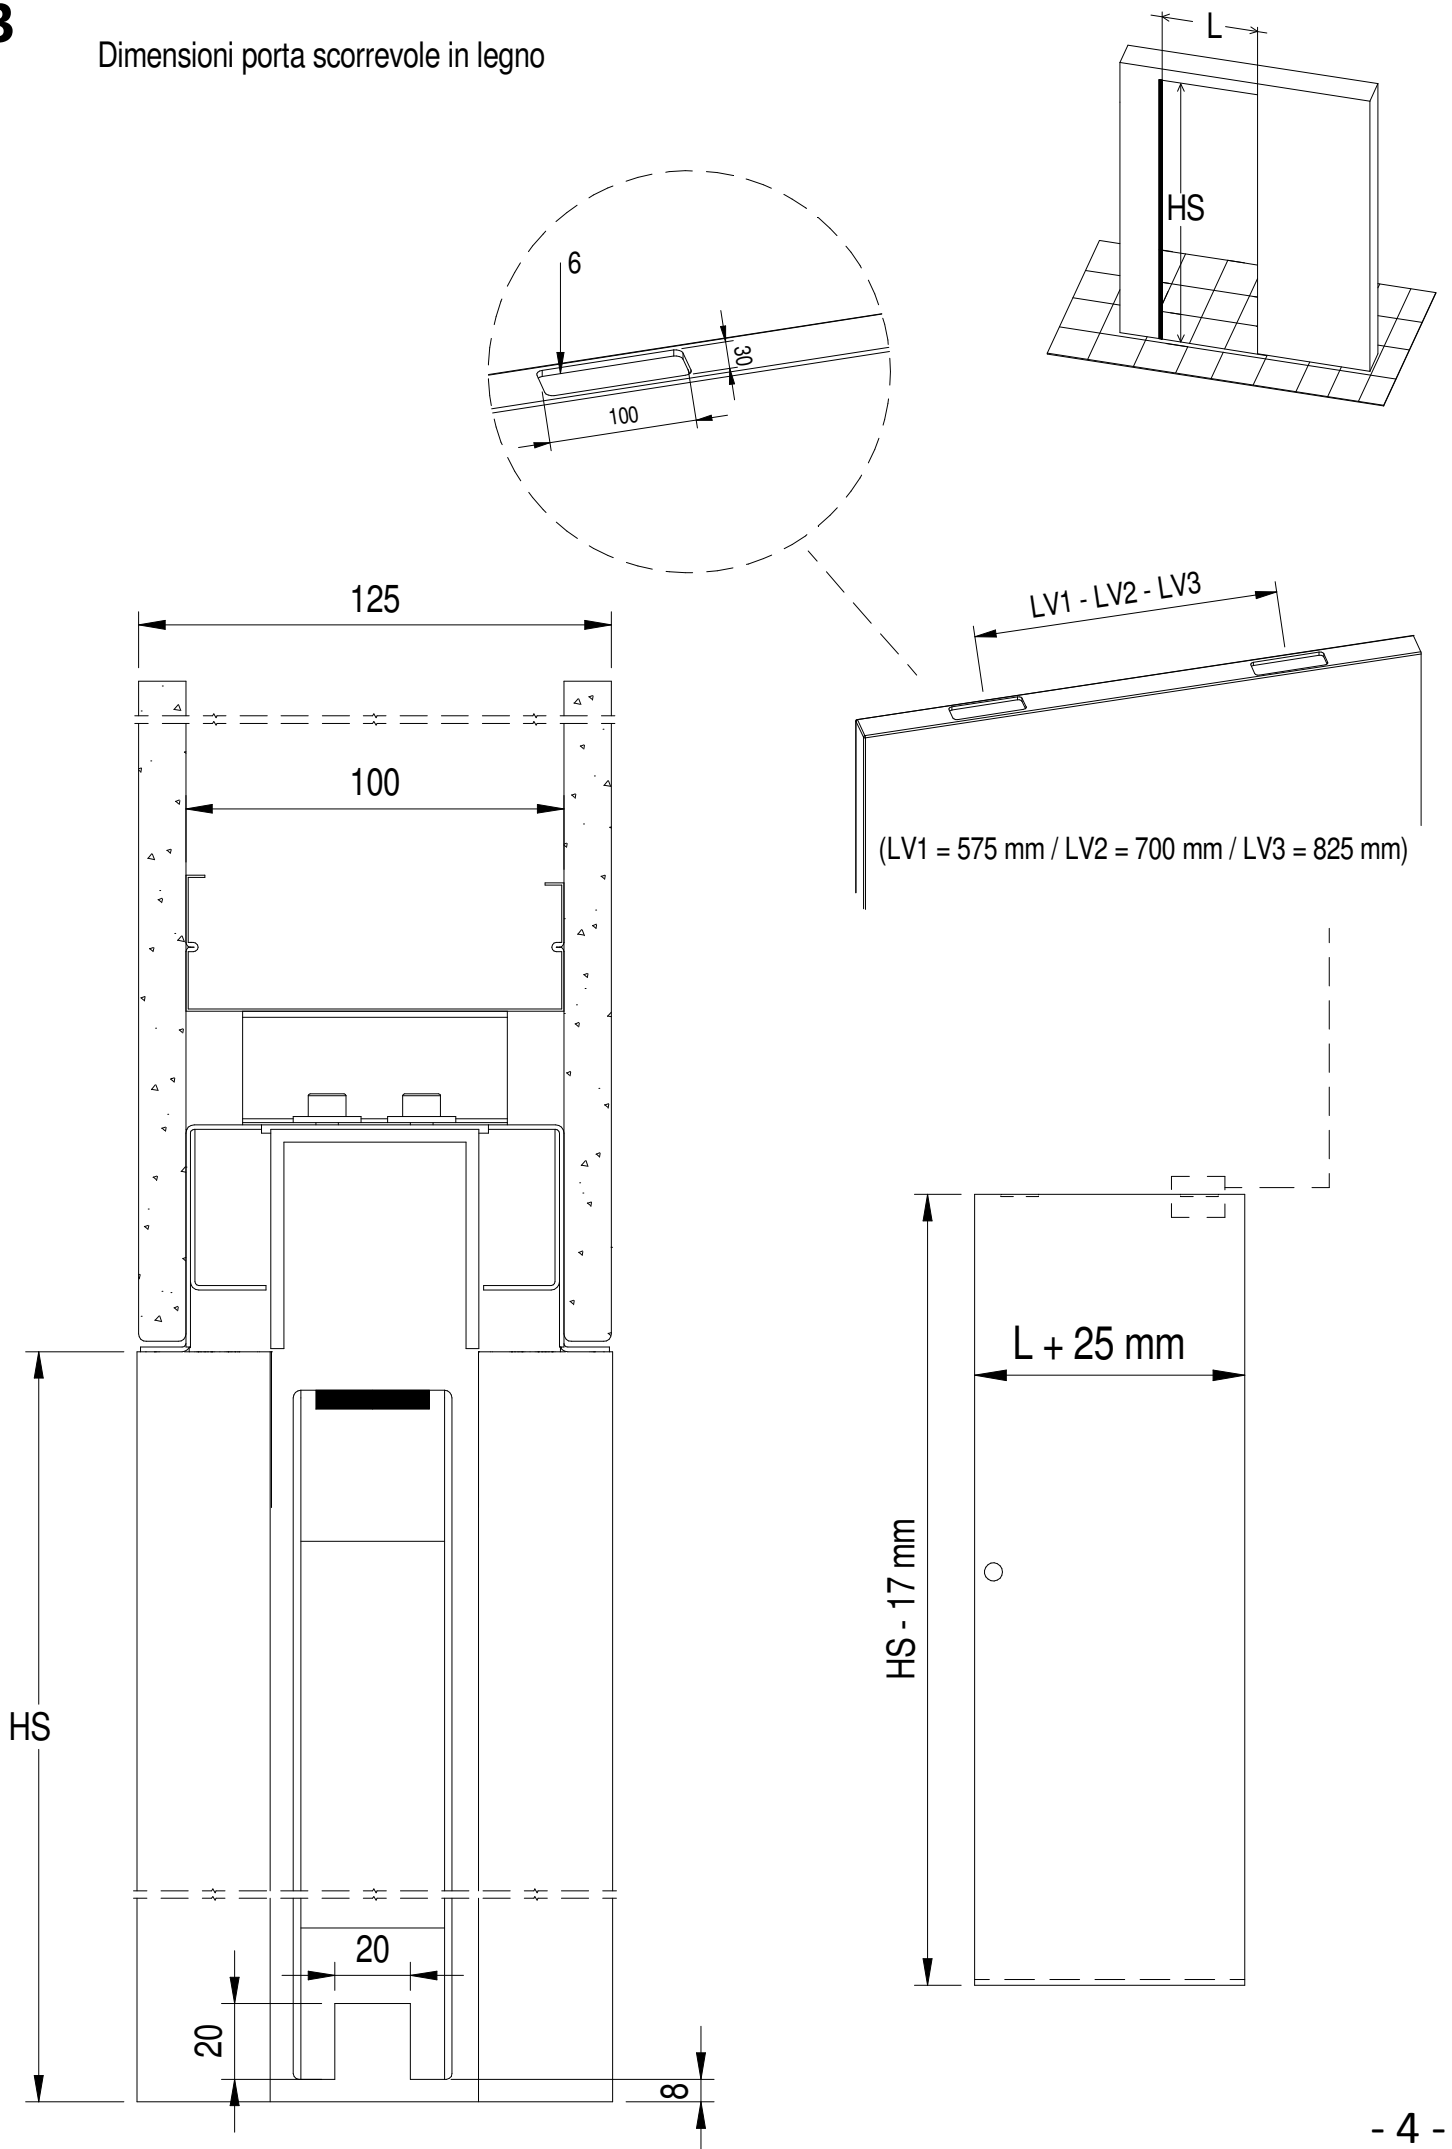 3
Dimensioni porta scorrevole in legno
L
HS
6
30
100
125
LV1 - LV2 - LV3
100
(LV1 = 575 mm / LV2 = 700 mm / LV3 = 825 mm)
L + 25 mm
HS - 17 mm
HS
20
20
8
- 4 -